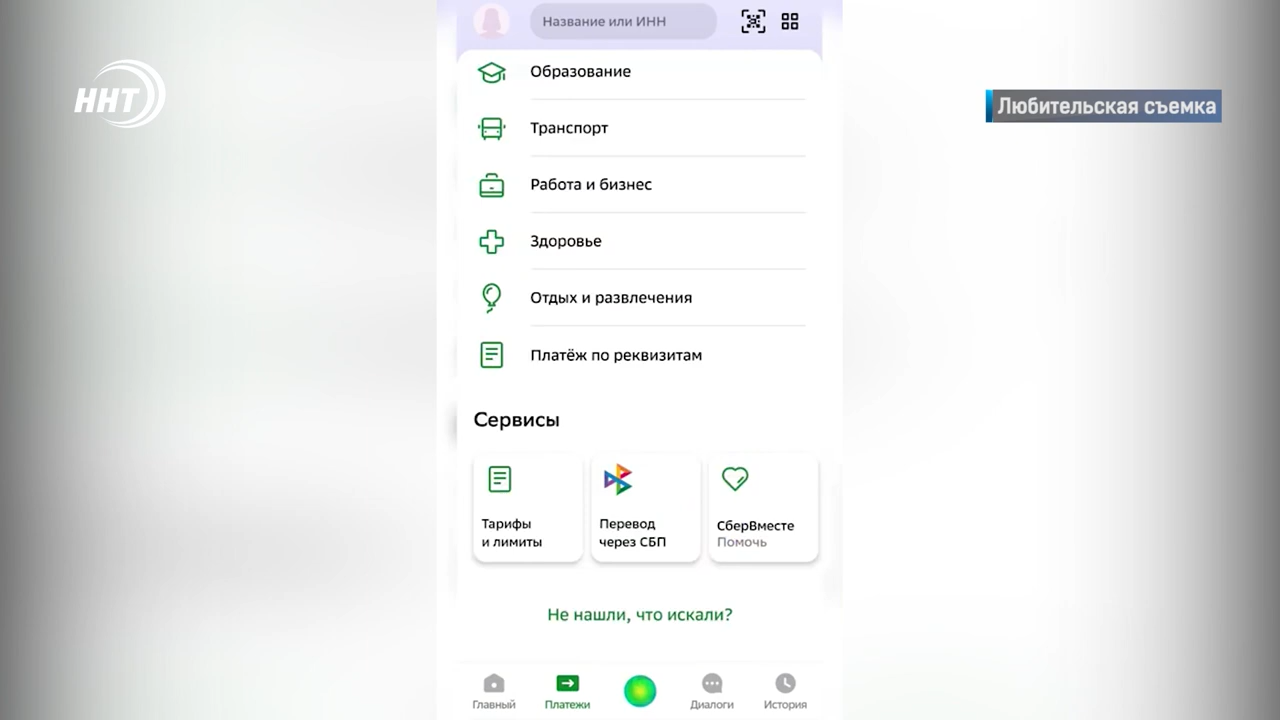 Название или ИНН
ННТ
Любительская съемка
Образование
Транспорт
Работа и бизнес
Здоровье
Отдых и развлечения
Платёж по реквизитам
Сервисы
Тарифы
и лимиты
Перевод
через СБП
СберВместе
Помочь
Не нашли, что искали?
Главный
Платежи
Диалоги
История